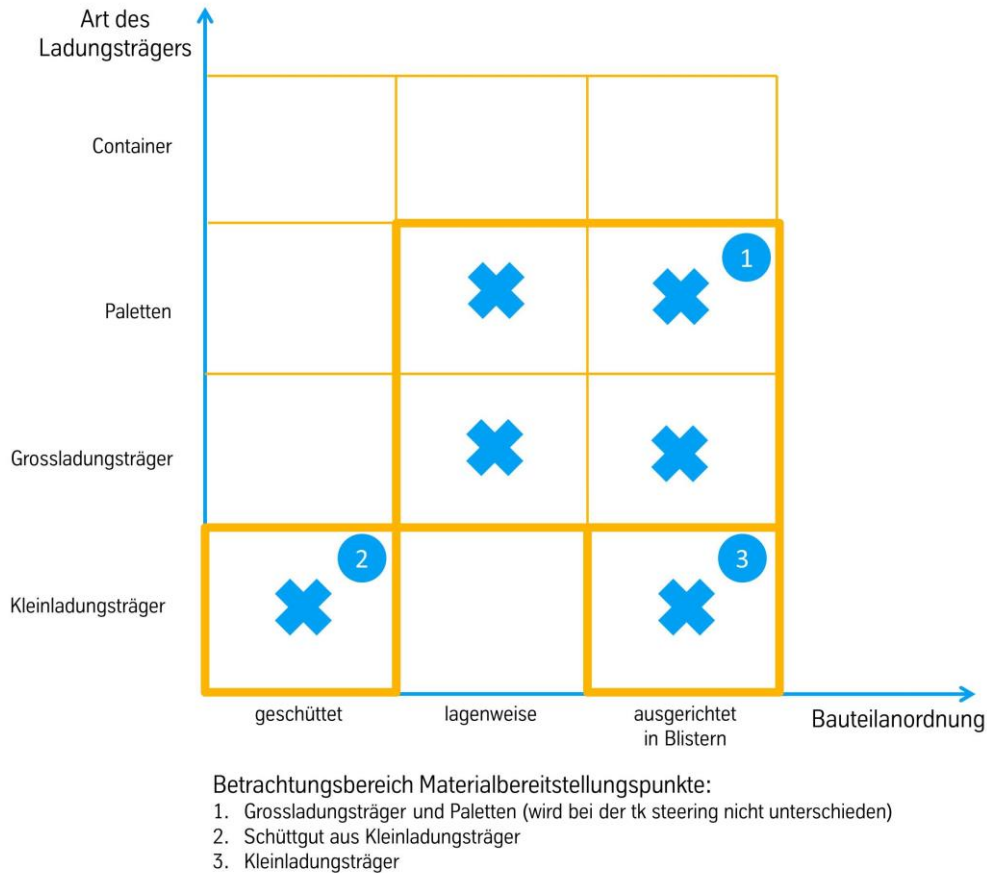 Art des
Ladungsträgers
Container
Paletten
1
Grossladungsträger
Kleinladungsträger
2
3
geschüttet
lagenweise
ausgerichtet
in Blistern
Bauteilanordnung
Betrachtungsbereich Materialbereitstellungspunkte:
1. Grossladungsträger und Paletten (wird bei der tk steering nicht unterschieden)
2. Schüttgut aus Kleinladungsträger
3. Kleinladungsträger